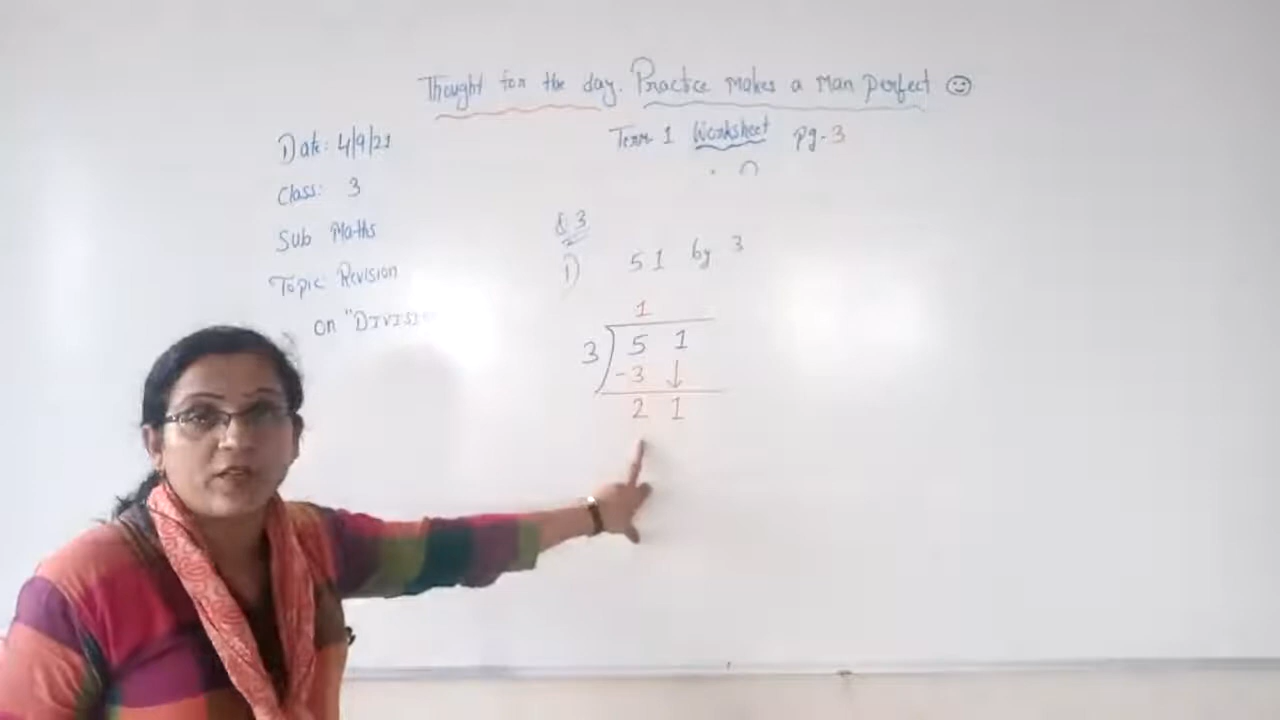 Thought for the day. Practice Makes a Man perfect ☺
Term 1 Worksheet pg-3
Date: 4/9/21
Class: 3
Sub Maths
Topic: Revision
on "DIVISI
Q3
1) 51 by 3
1
3 5 1
-3 ↓
2 1